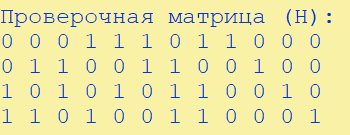 Проверочная матрица (H):
0 0 0 1 1 1 0 1 1 0 0 0
0 1 1 0 0 1 1 0 0 1 0 0
1 0 1 0 1 0 1 1 0 0 1 0
1 1 0 1 0 0 1 1 0 0 0 1